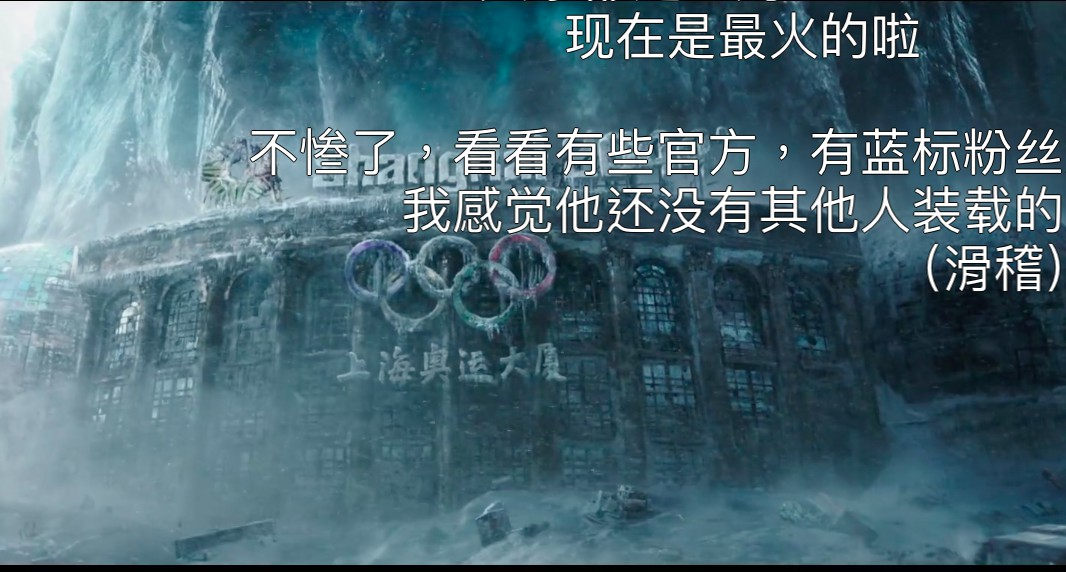 现在是最火的啦
不惨了，看看有些官方，有蓝标粉丝
我感觉他还没有其他人装载的
(滑稽)
上海奥运大厦